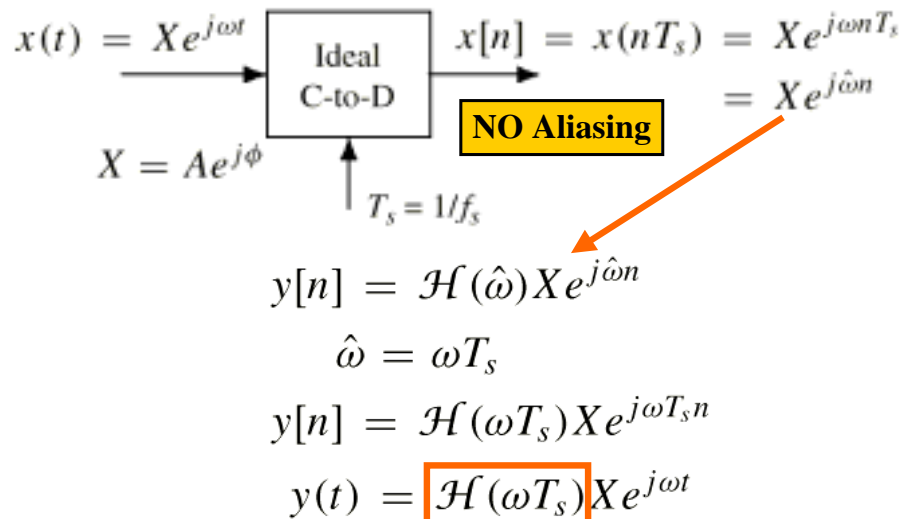 x(t) = Xe^{jωt}
Ideal
C-to-D
x[n] = x(nT_s) = Xe^{jωnT_s}
= Xe^{jω̂n}
NO Aliasing
X = Ae^{jϕ}
T_s = 1/f_s
y[n] = ℋ(ω̂)Xe^{jω̂n}
ω̂ = ωT_s
y[n] = ℋ(ωT_s)Xe^{jωT_sn}
y(t) = ℋ(ωT_s)Xe^{jωt}